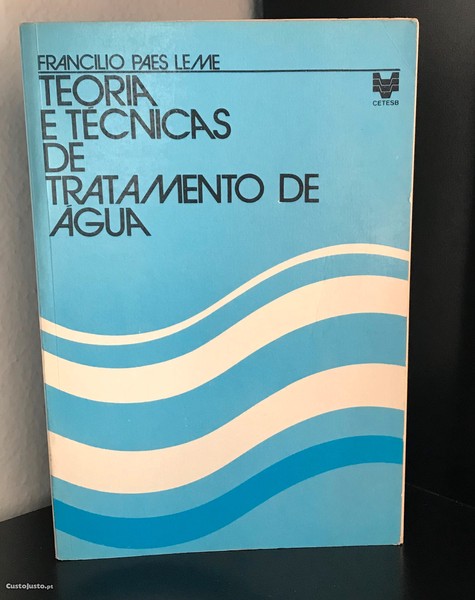 FRANCILIO PAES LEME
TEORIA
E TÉCNICAS
DE
TRATAMENTO DE
ÁGUA
CETESB
CustoJusto.pt